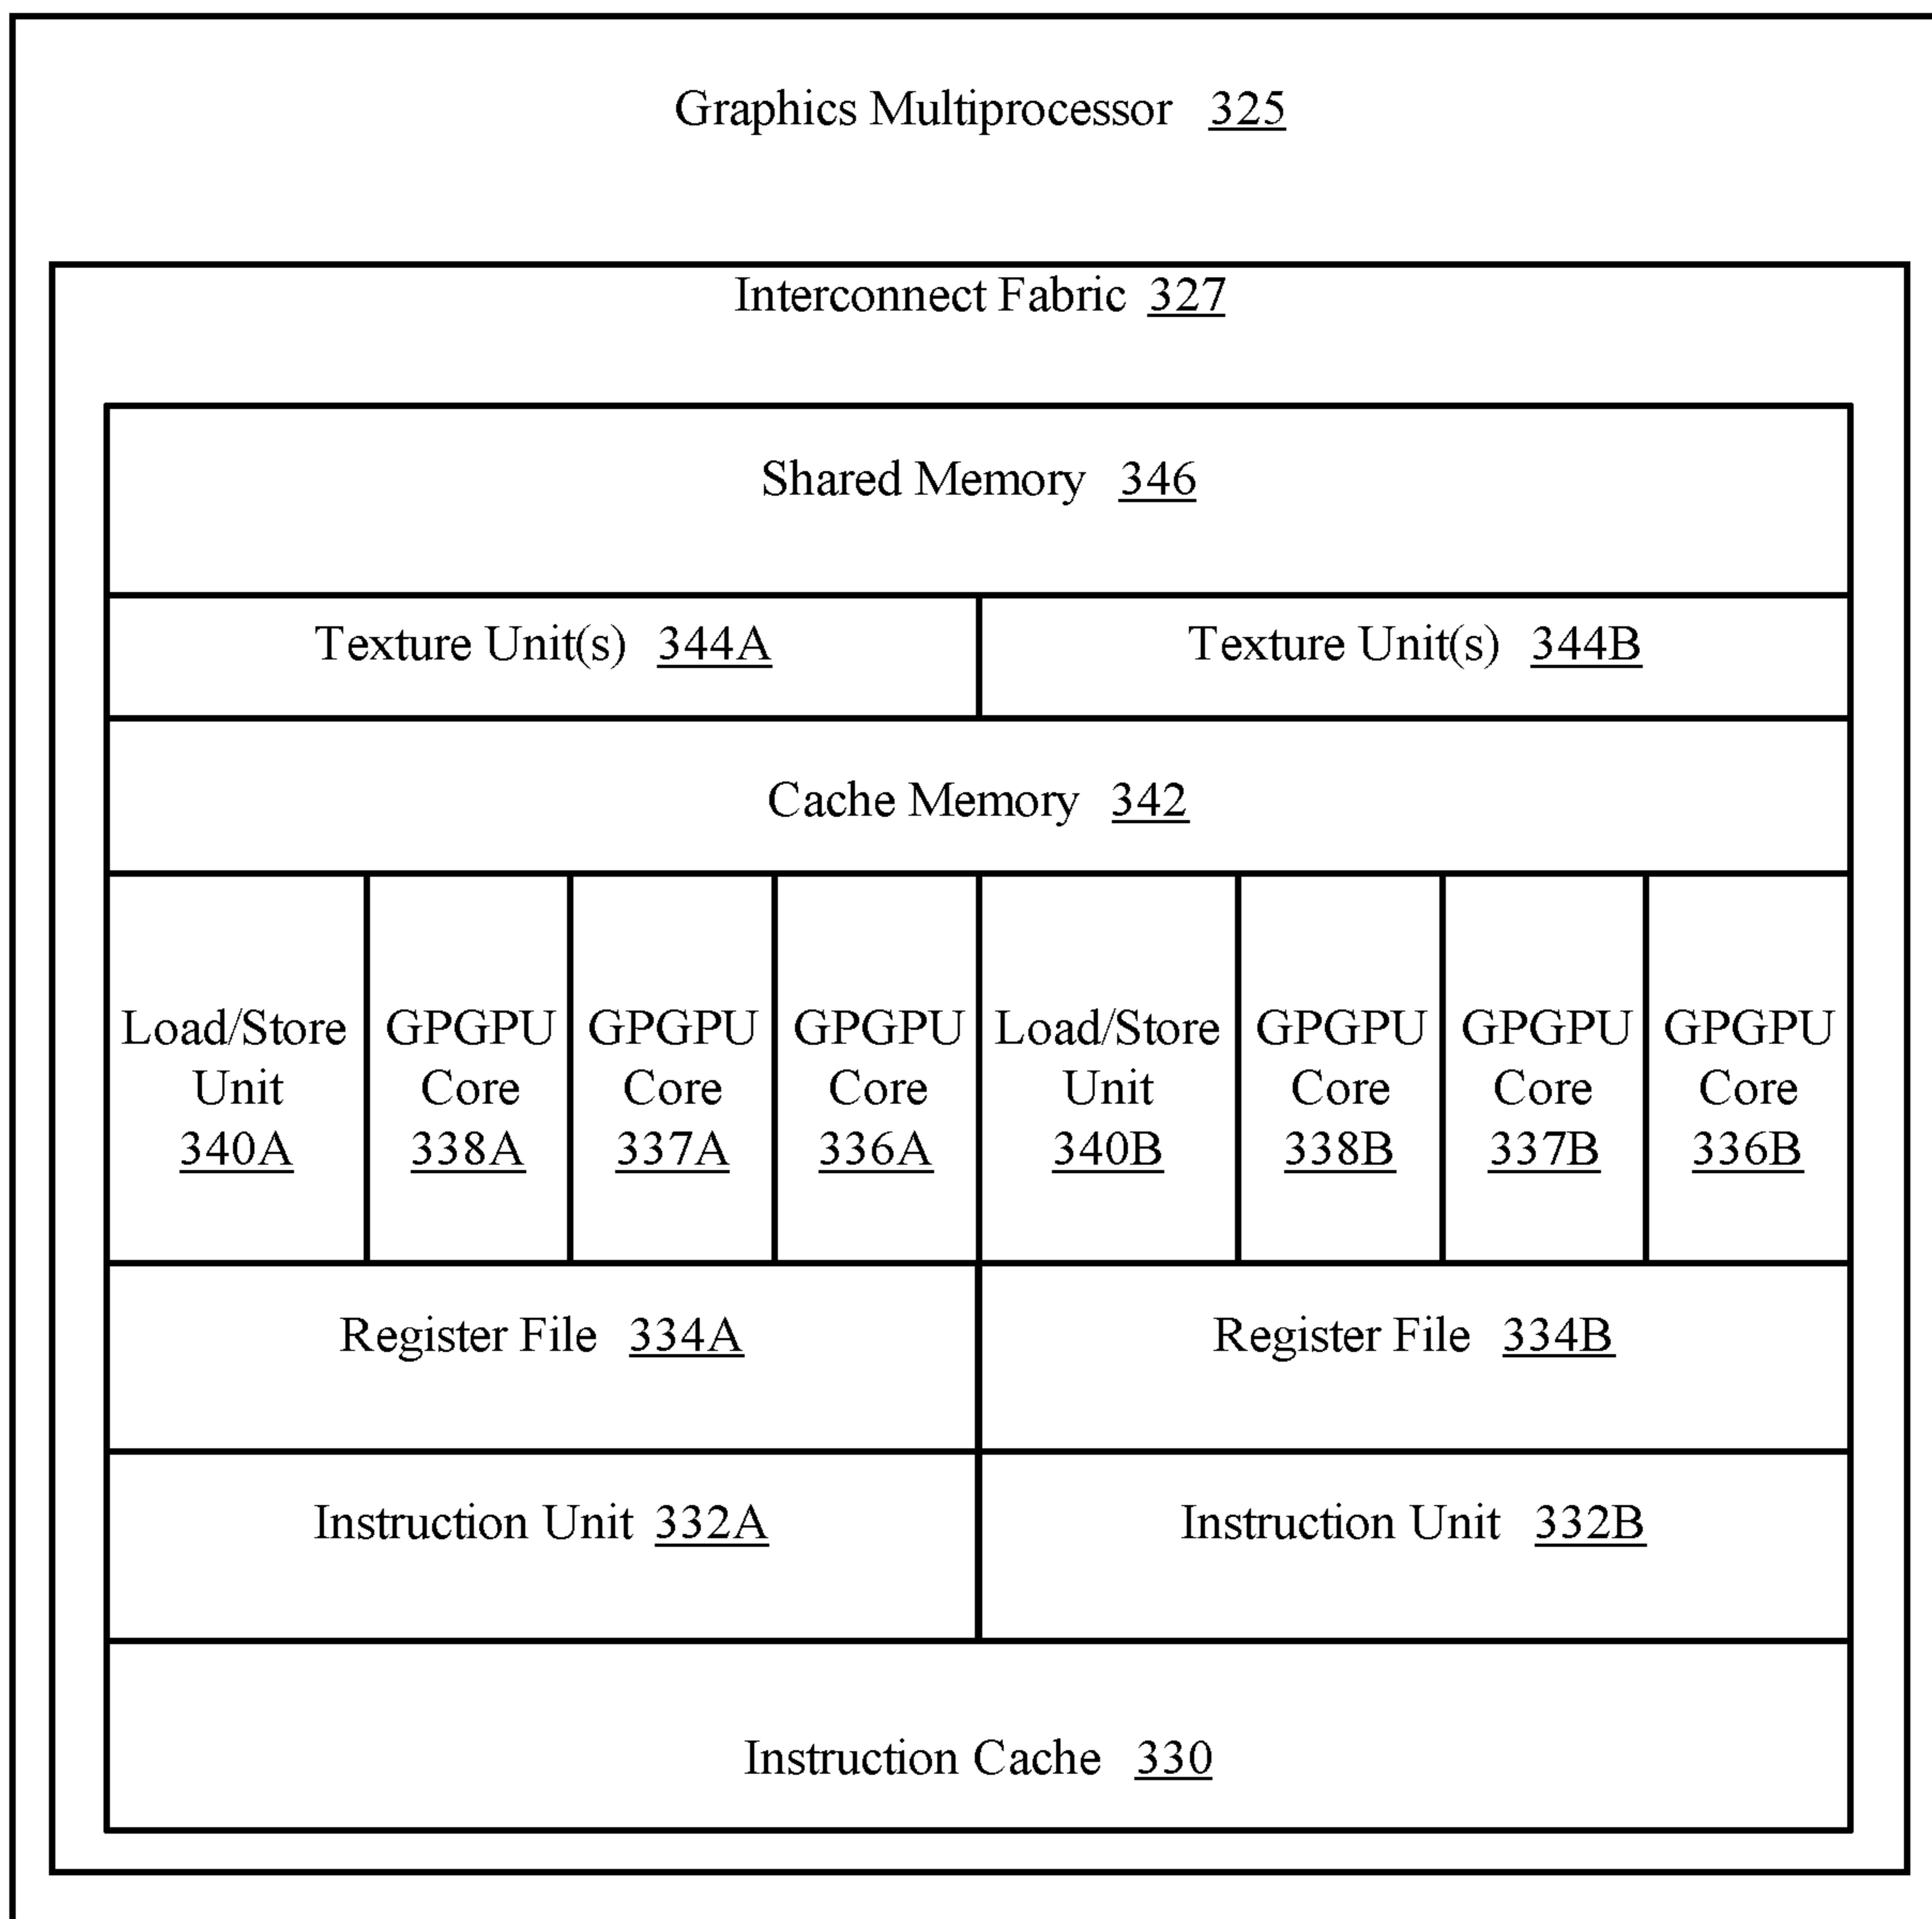 Graphics Multiprocessor 325
Interconnect Fabric 327
Shared Memory 346
Texture Unit(s) 344A
Texture Unit(s) 344B
Cache Memory 342
Load/Store
Unit
340A
GPGPU
Core
338A
GPGPU
Core
337A
GPGPU
Core
336A
Load/Store
Unit
340B
GPGPU
Core
338B
GPGPU
Core
337B
GPGPU
Core
336B
Register File 334A
Register File 334B
Instruction Unit 332A
Instruction Unit 332B
Instruction Cache 330